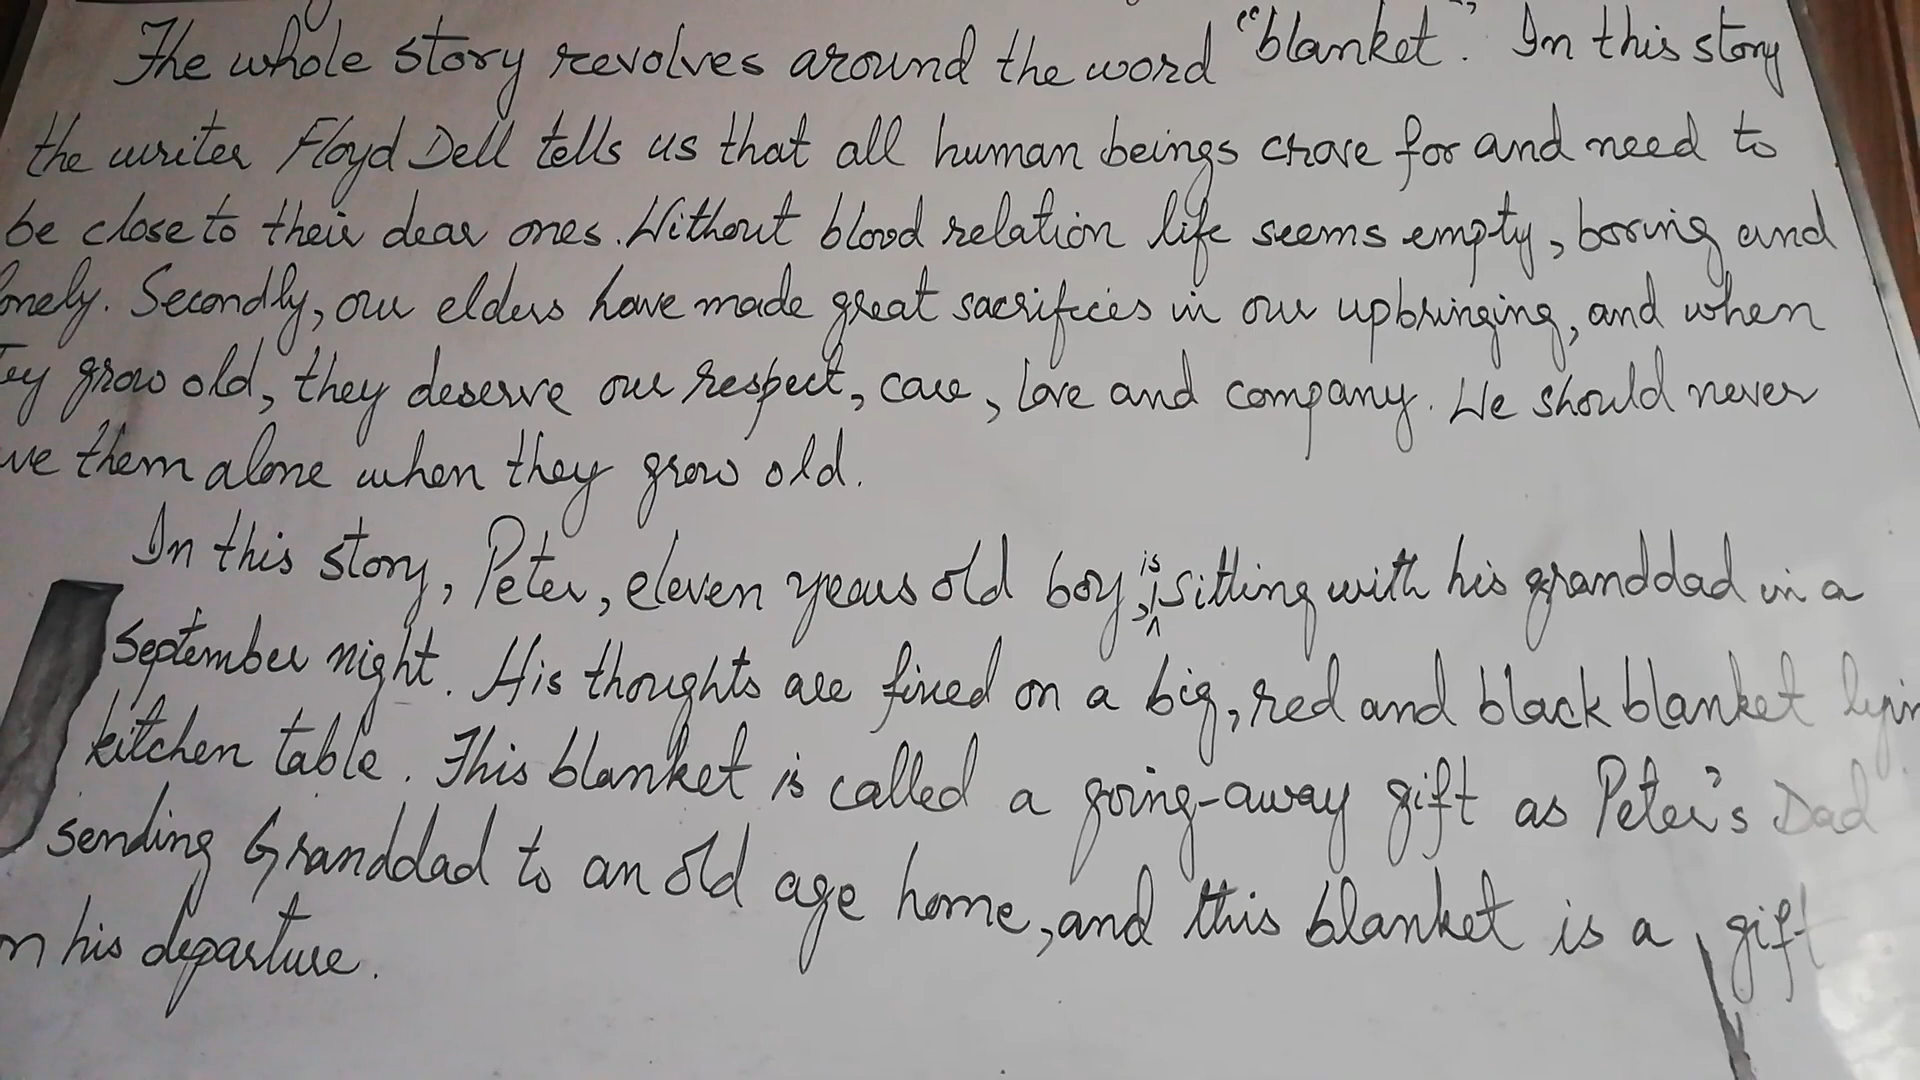 The whole story revolves around the word "blanket". In this story
the writer Floyd Dell tells us that all human beings crave for and need to
be close to their dear ones. Without blood relation life seems empty, boring and
onely. Secondly, our elders have made great sacrifices in our upbringing, and when
ey grow old, they deserve our respect, care, love and company. We should never
ve them alone when they grow old.
In this story, Peter, eleven years old boy, is sitting with his granddad in a
September night. His thoughts are fixed on a big, red and black blanket lyin
kitchen table. This blanket is called a going-away gift as Peter's Dad
sending Granddad to an old age home, and this blanket is a gift
n his departure.